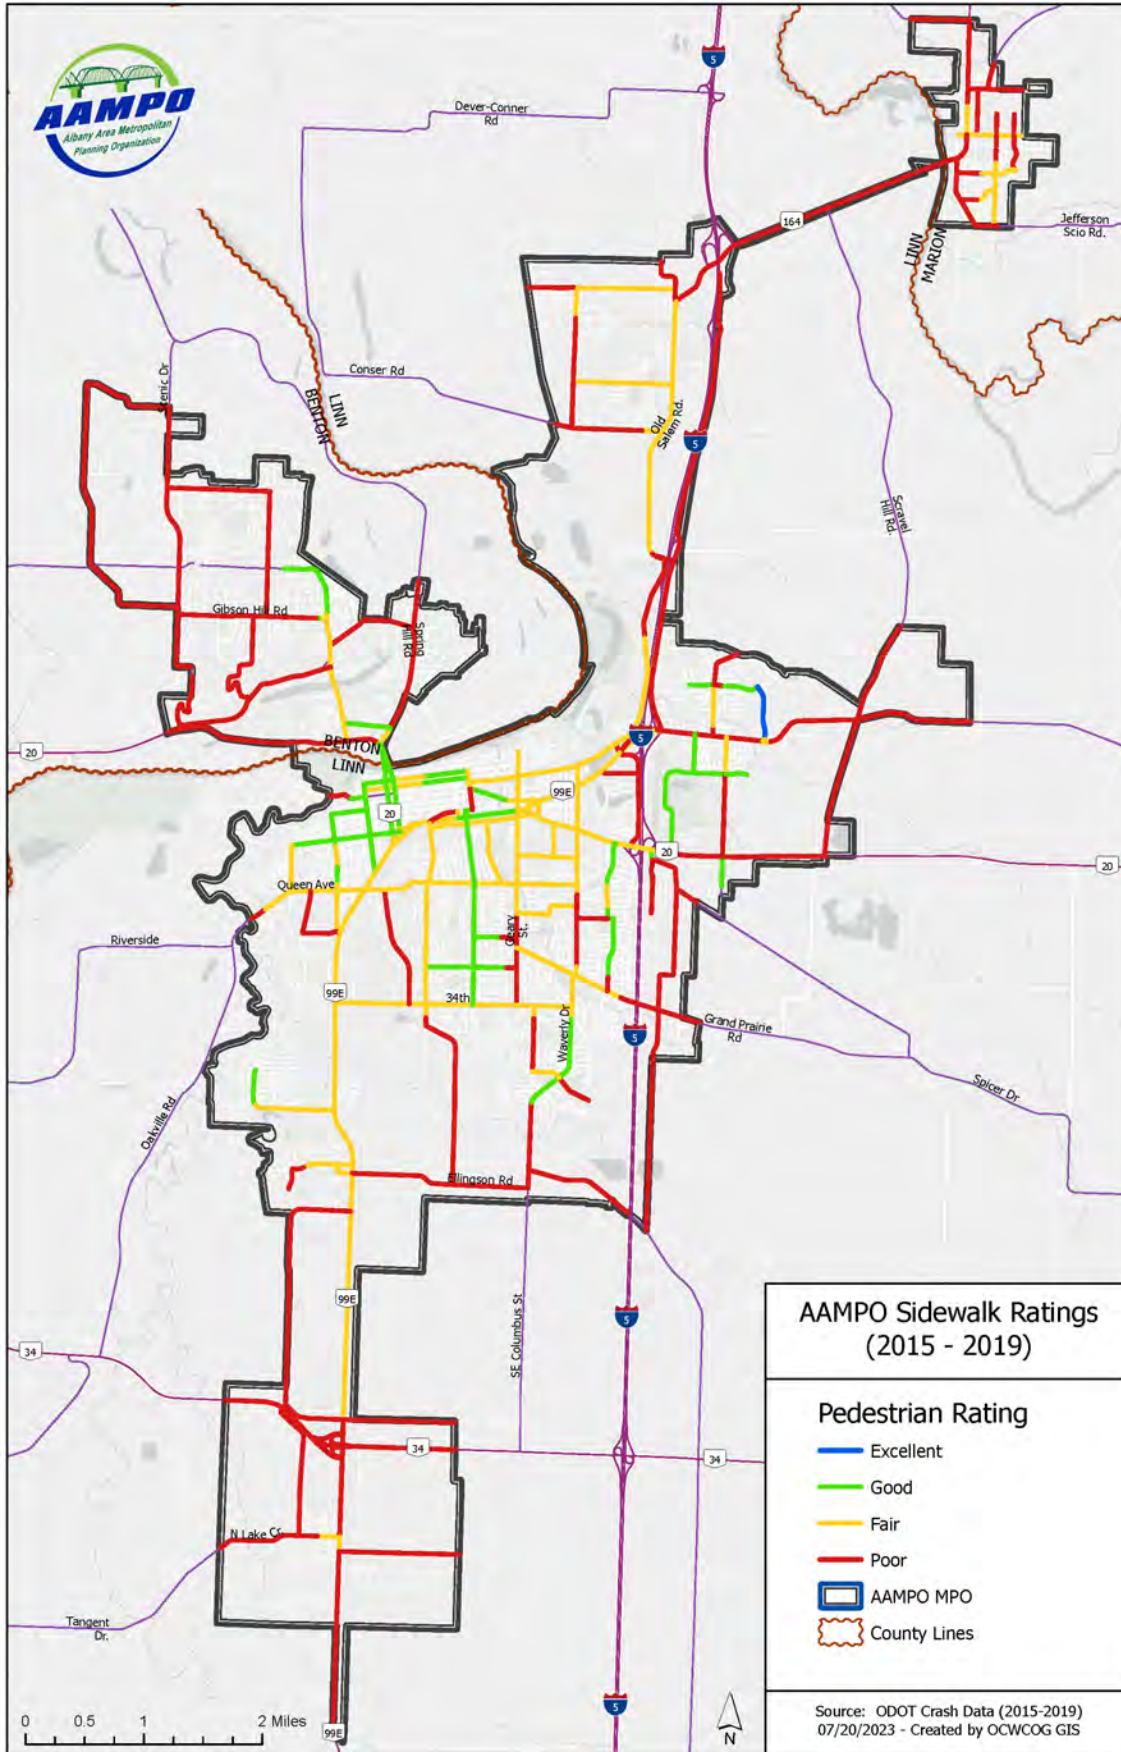 AAMPO
Albany Area Metropolitan
Planning Organization
5
Dever-Conner
Rd
164
Jefferson
Scio Rd.
LINN
MARION
Scenic Dr
Conser Rd
LINN
BENTON
Old
Salem Rd.
5
Scravel
Hill Rd.
Gibson Hill Rd
Spring
Hill Rd
20
BENTON
LINN
5
99E
20
20
20
Queen Ave
Geary
St.
Riverside
99E
34th
Waverly Dr
5
Grand Prairie
Rd
Spicer Dr
Oakville Rd
Ellingson Rd
99E
SE Columbus St
5
34
34
34
N Lake Cr.
Tangent
Dr.
5
99E
0 0.5 1 2 Miles
N
AAMPO Sidewalk Ratings
(2015 - 2019)
Pedestrian Rating
Excellent
Good
Fair
Poor
AAMPO MPO
County Lines
Source: ODOT Crash Data (2015-2019)
07/20/2023 - Created by OCWCOG GIS